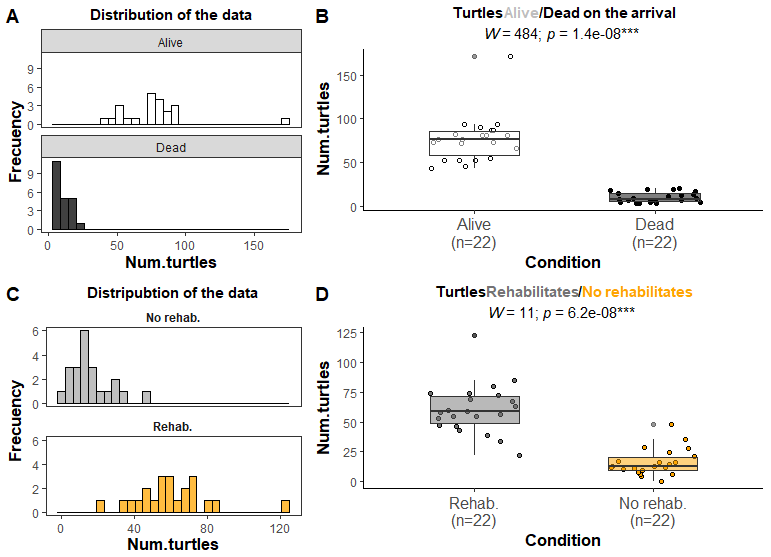 A
Distribution of the data
Alive
9
6
3
0
Dead
9
6
3
0
Frecuency
50
100
150
Num.turtles
B
TurtlesAlive/Dead on the arrival
W = 484; p = 1.4e-08***
150
100
50
0
Num.turtles
Alive
(n=22)
Dead
(n=22)
Condition
C
Distripubtion of the data
No rehab.
6
4
2
0
Rehab.
6
4
2
0
Frecuency
0
40
80
120
Num.turtles
D
TurtlesRehabilitates/No rehabilitates
W = 11; p = 6.2e-08***
125
100
75
50
25
0
Num.turtles
Rehab.
(n=22)
No rehab.
(n=22)
Condition